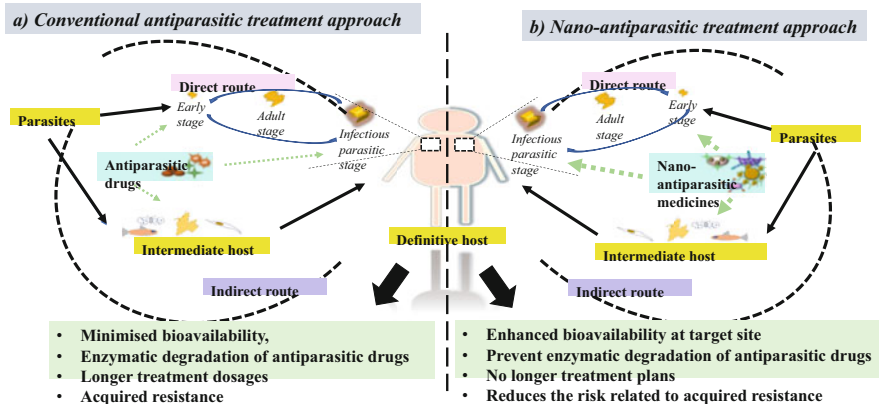 a) Conventional antiparasitic treatment approach
b) Nano-antiparasitic treatment approach
Direct route
Early
stage
Adult
stage
Infectious
parasitic
stage
Parasites
Antiparasitic
drugs
Intermediate host
Indirect route
Definitive host
Direct route
Early
stage
Adult
stage
Infectious
parasitic
stage
Parasites
Nano-
antiparasitic
medicines
Intermediate host
Indirect route
• Minimised bioavailability,
• Enzymatic degradation of antiparasitic drugs
• Longer treatment dosages
• Acquired resistance
• Enhanced bioavailability at target site
• Prevent enzymatic degradation of antiparasitic drugs
• No longer treatment plans
• Reduces the risk related to acquired resistance